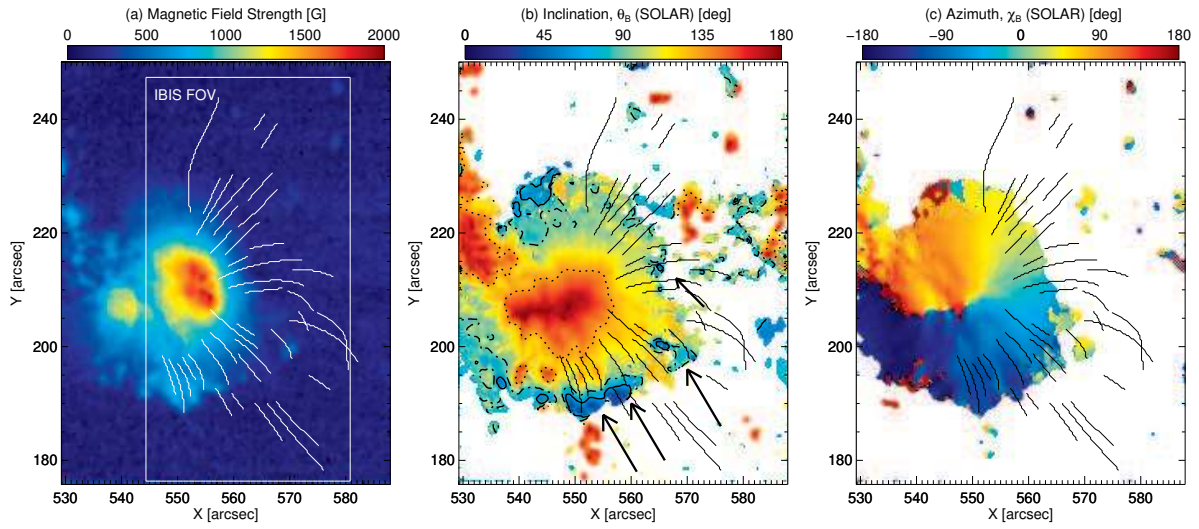 (a) Magnetic Field Strength [G]
0 500 1000 1500 2000
IBIS FOV
240
220
200
180
Y [arcsec]
530 540 550 560 570 580
X [arcsec]
(b) Inclination, θB (SOLAR) [deg]
0 45 90 135 180
240
220
200
180
Y [arcsec]
530 540 550 560 570 580
X [arcsec]
(c) Azimuth, χB (SOLAR) [deg]
−180 −90 0 90 180
240
220
200
180
Y [arcsec]
530 540 550 560 570 580
X [arcsec]